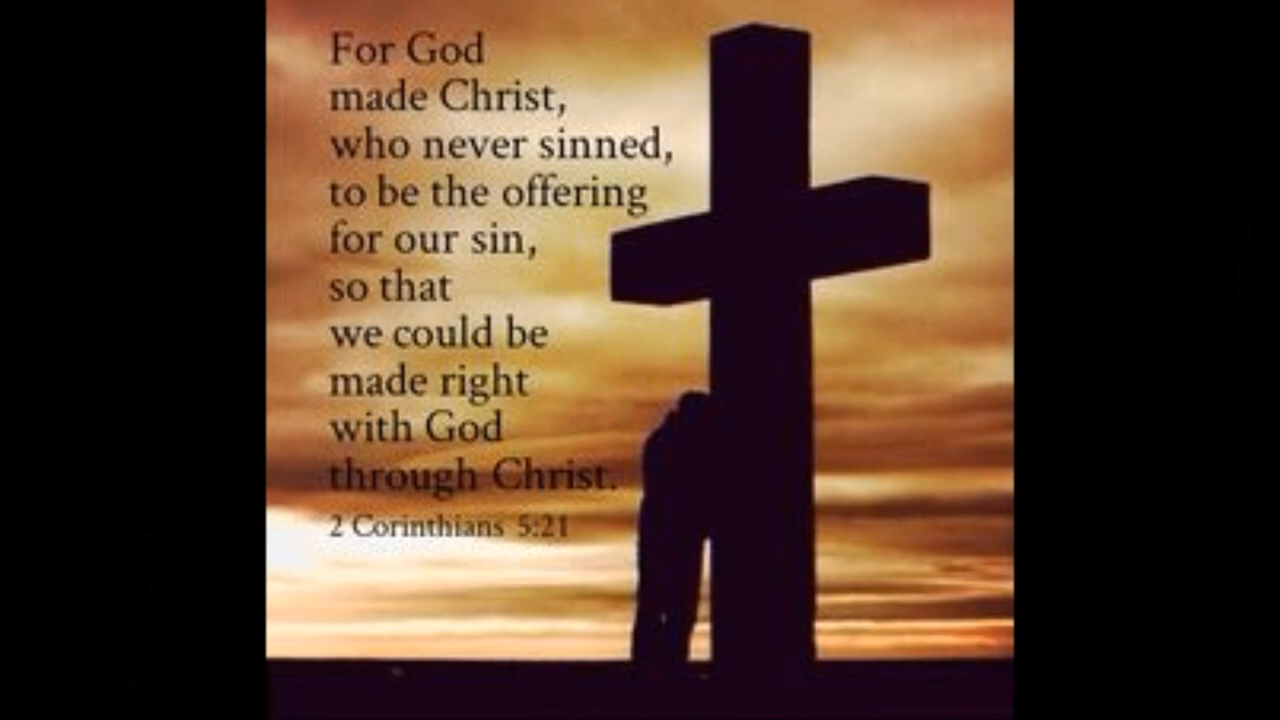 For God
made Christ,
who never sinned,
to be the offering
for our sin,
so that
we could be
made right
with God
through Christ.
2 Corinthians 5:21